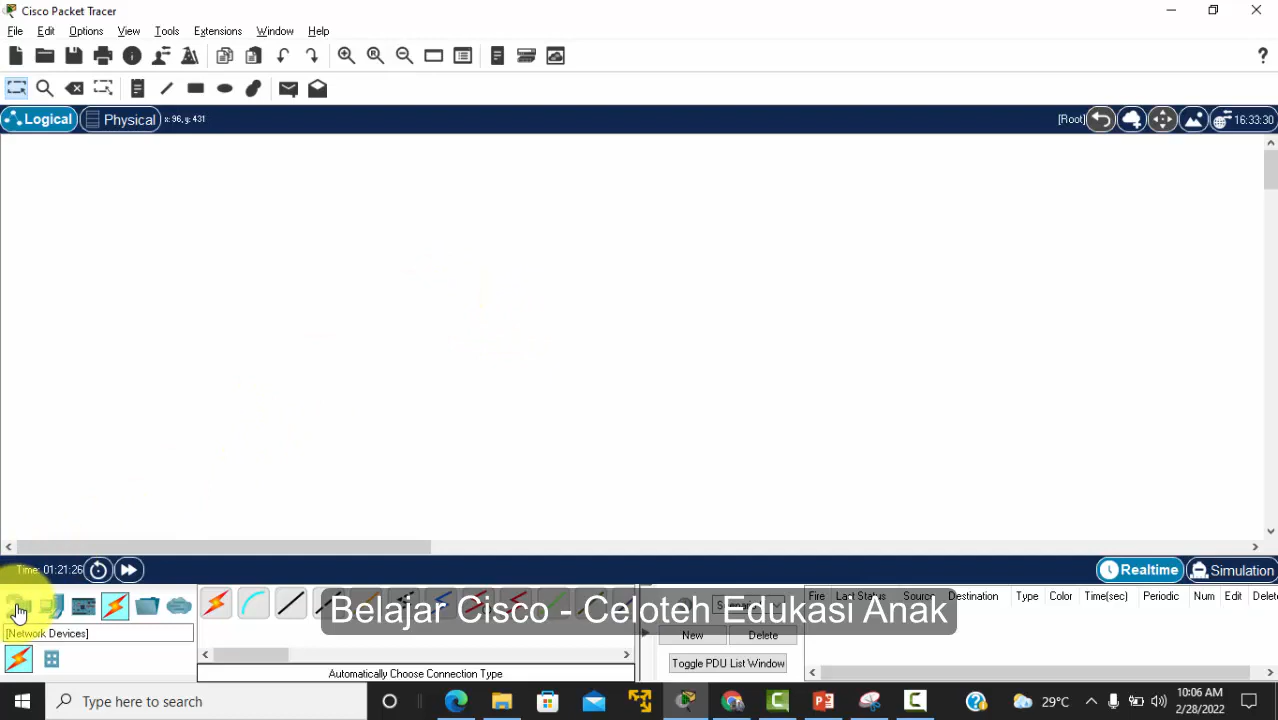 Cisco Packet Tracer
File Edit Options View Tools Extensions Window Help
Logical Physical x: 96, y: 431 [Root] 16:33:30
Time: 01:21:26 Realtime Simulation
Fire Last Status Source Destination Type Color Time(sec) Periodic Num Edit Delete
Belajar Cisco - Celoteh Edukasi Anak
[Network Devices]
New Delete
Toggle PDU List Window
Automatically Choose Connection Type
Type here to search
29°C
10:06 AM
2/28/2022